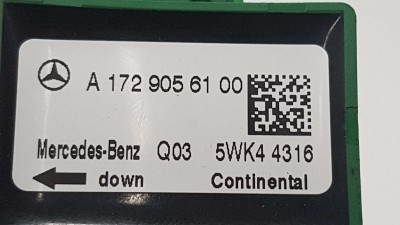 A 172 905 61 00
Mercedes-Benz Q03 5WK4 4316
down Continental